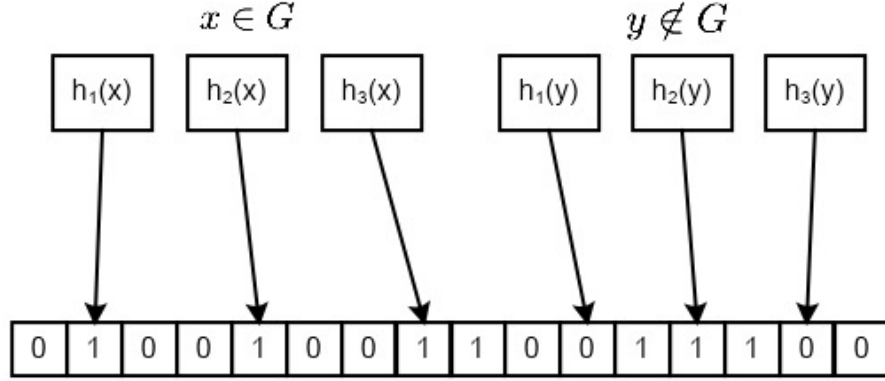 x ∈ G y ∉ G
h₁(x) h₂(x) h₃(x) h₁(y) h₂(y) h₃(y)
0 1 0 0 1 0 0 1 1 0 0 1 1 1 0 0